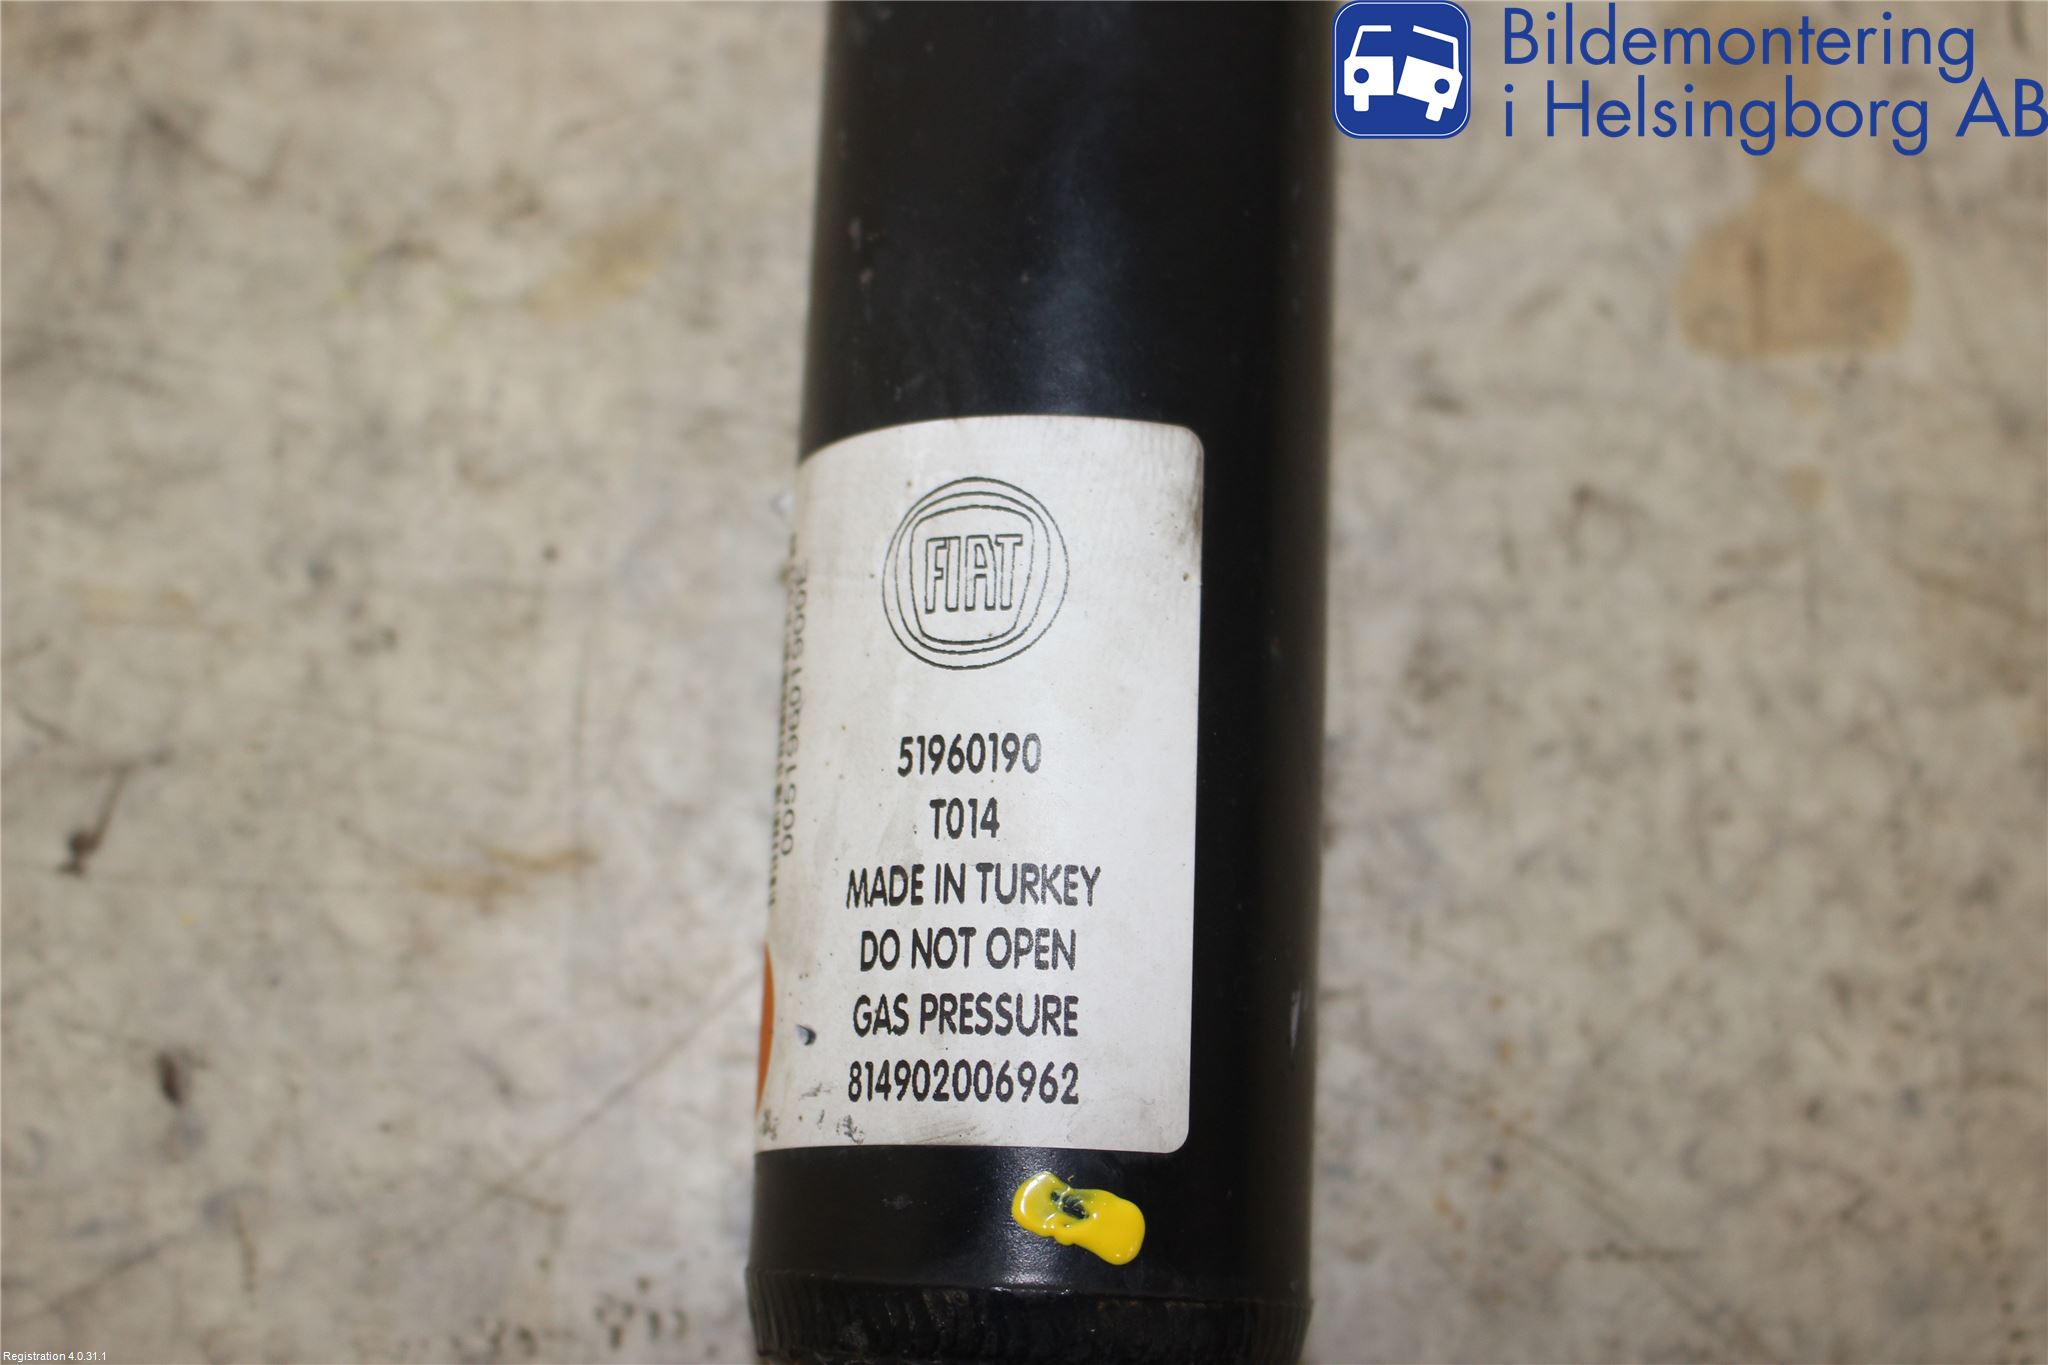 Bildemontering
i Helsingborg AB
FIAT
51960190
T014
MADE IN TURKEY
DO NOT OPEN
GAS PRESSURE
814902006962
Registration 4.0.31.1